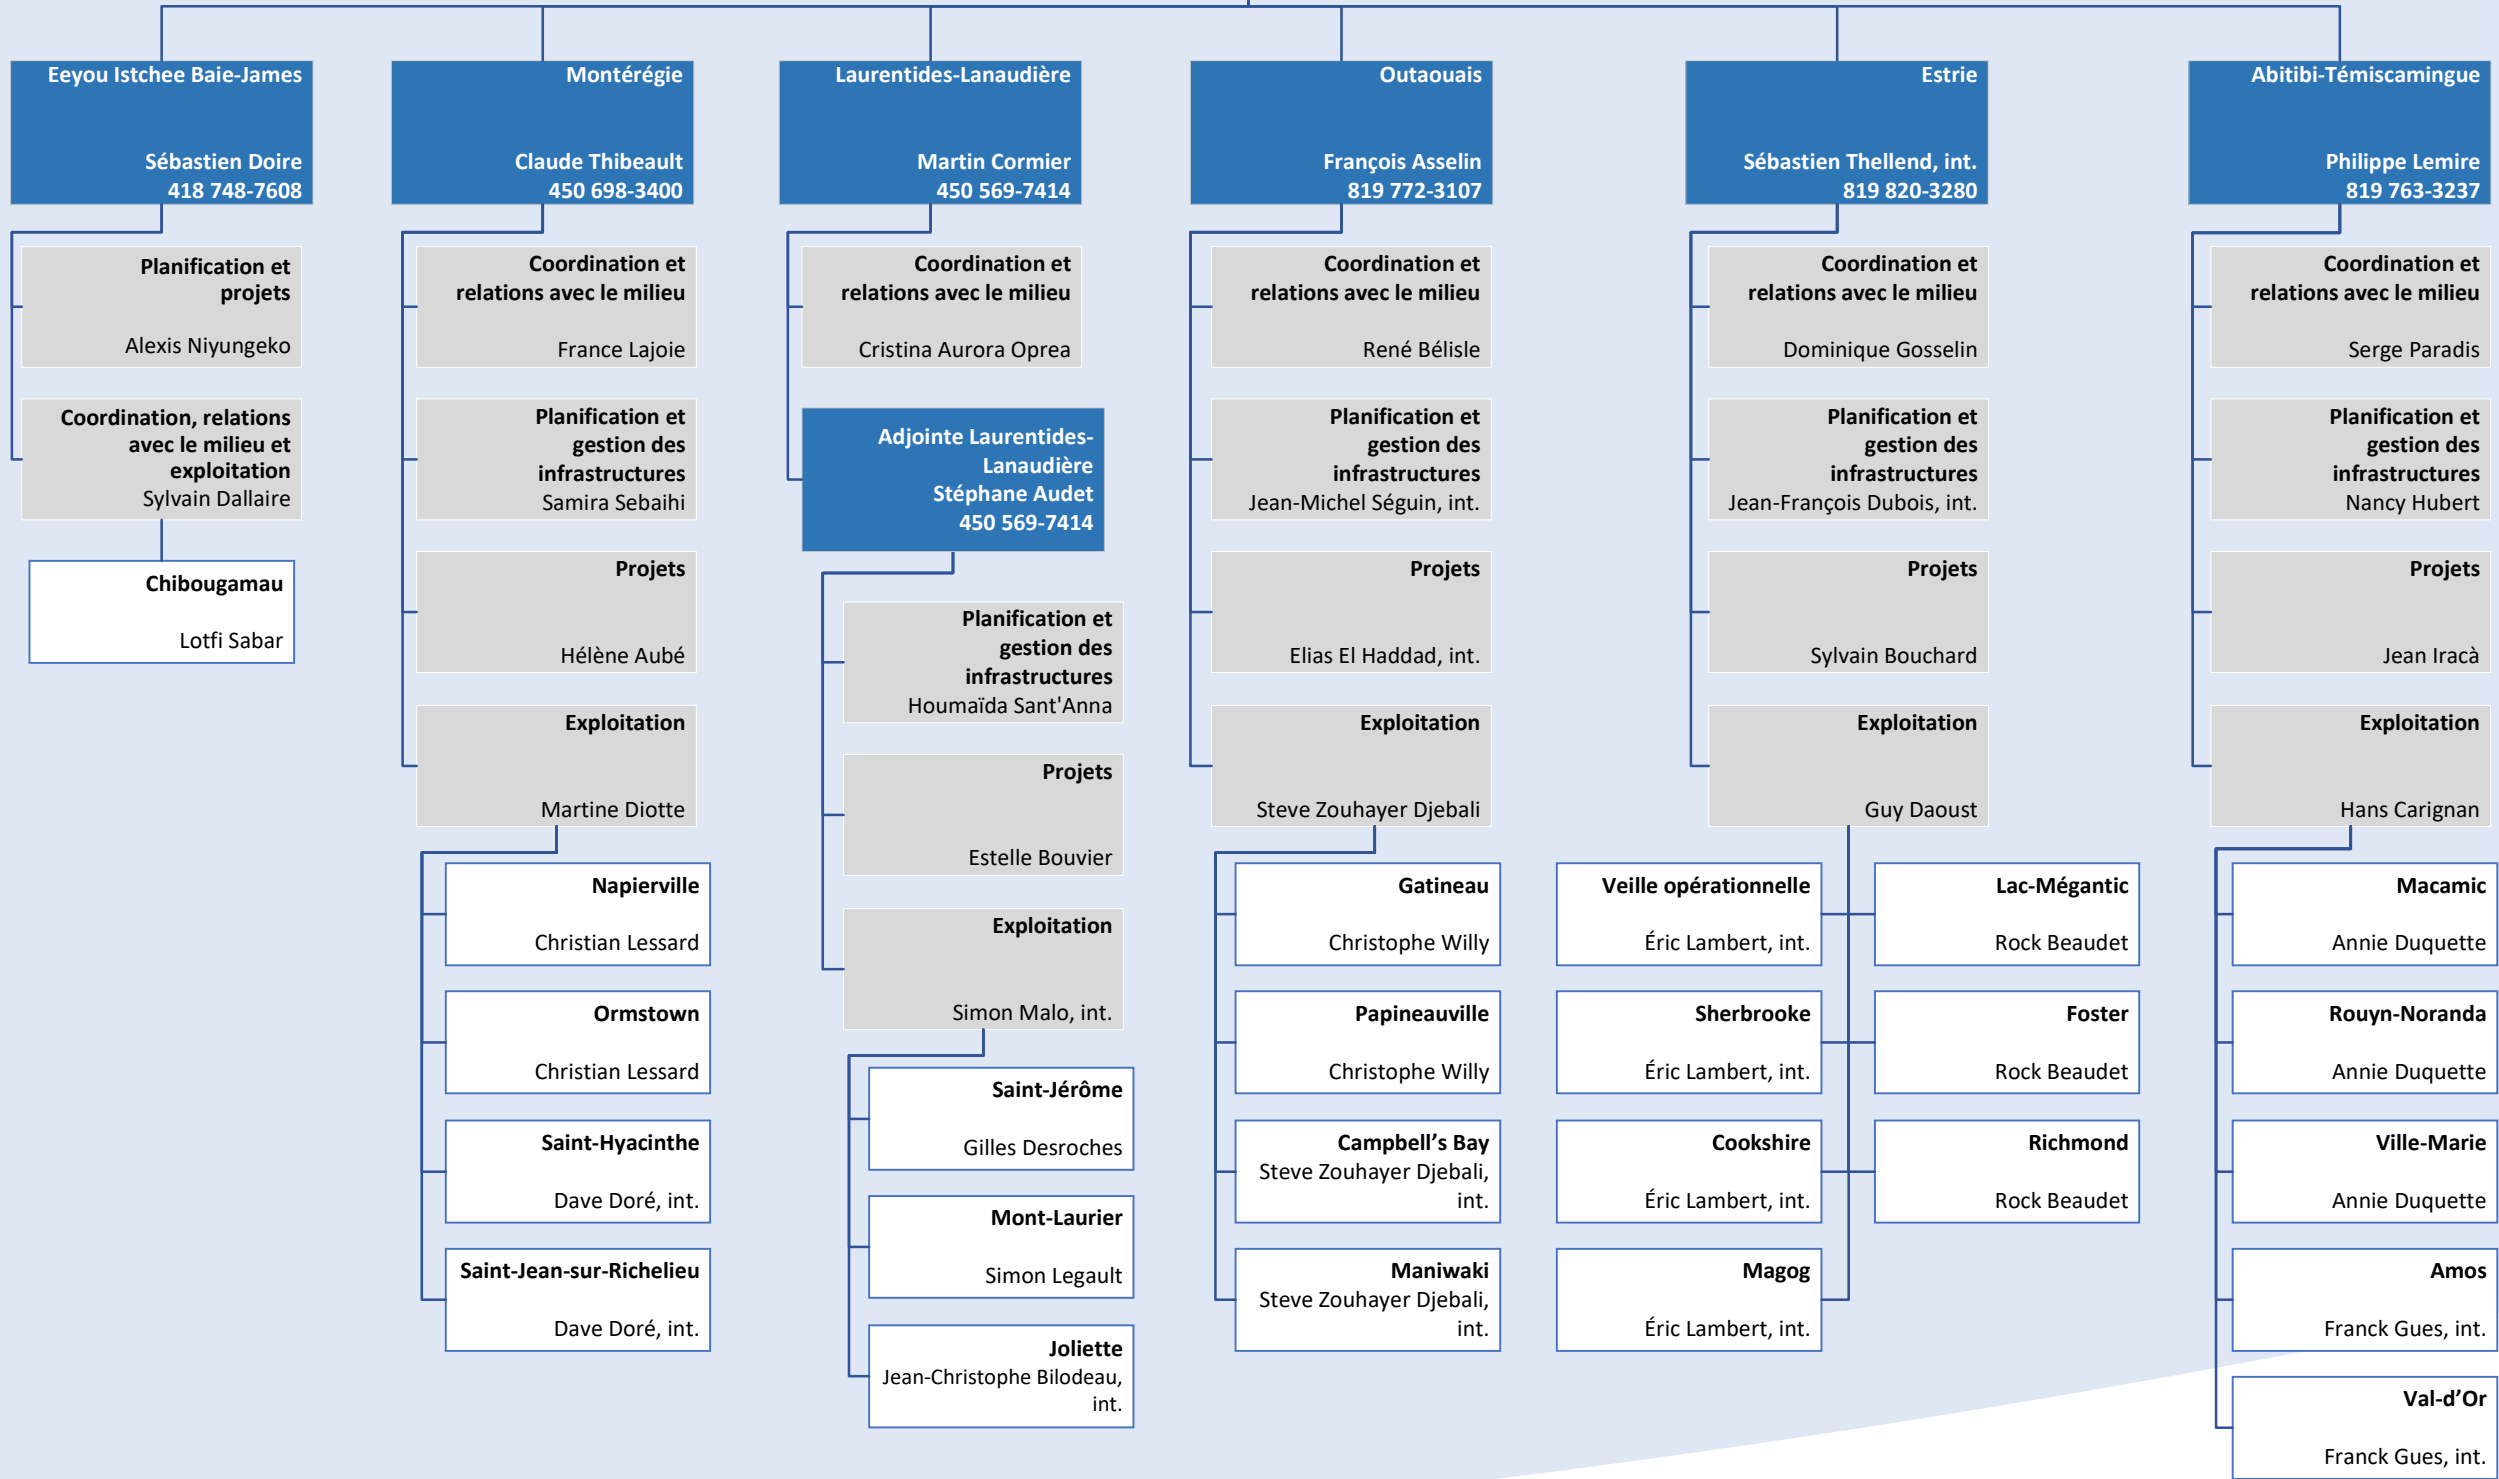 Eeyou Istchee Baie-James
Sébastien Doire
418 748-7608
Planification et
projets
Alexis Niyungeko
Coordination, relations
avec le milieu et
exploitation
Sylvain Dallaire
Chibougamau
Lotfi Sabar
Montérégie
Claude Thibeault
450 698-3400
Coordination et
relations avec le milieu
France Lajoie
Planification et
gestion des
infrastructures
Samira Sebaihi
Projets
Hélène Aubé
Exploitation
Martine Diotte
Napierville
Christian Lessard
Ormstown
Christian Lessard
Saint-Hyacinthe
Dave Doré, int.
Saint-Jean-sur-Richelieu
Dave Doré, int.
Laurentides-Lanaudière
Martin Cormier
450 569-7414
Coordination et
relations avec le milieu
Cristina Aurora Oprea
Adjointe Laurentides-
Lanaudière
Stéphane Audet
450 569-7414
Planification et
gestion des
infrastructures
Houmaïda Sant'Anna
Projets
Estelle Bouvier
Exploitation
Simon Malo, int.
Saint-Jérôme
Gilles Desroches
Mont-Laurier
Simon Legault
Joliette
Jean-Christophe Bilodeau,
int.
Outaouais
François Asselin
819 772-3107
Coordination et
relations avec le milieu
René Bélisle
Planification et
gestion des
infrastructures
Jean-Michel Séguin, int.
Projets
Elias El Haddad, int.
Exploitation
Steve Zouhayer Djebali
Gatineau
Christophe Willy
Papineauville
Christophe Willy
Campbell’s Bay
Steve Zouhayer Djebali,
int.
Maniwaki
Steve Zouhayer Djebali,
int.
Estrie
Sébastien Thellend, int.
819 820-3280
Coordination et
relations avec le milieu
Dominique Gosselin
Planification et
gestion des
infrastructures
Jean-François Dubois, int.
Projets
Sylvain Bouchard
Exploitation
Guy Daoust
Veille opérationnelle
Éric Lambert, int.
Sherbrooke
Éric Lambert, int.
Cookshire
Éric Lambert, int.
Magog
Éric Lambert, int.
Lac-Mégantic
Rock Beaudet
Foster
Rock Beaudet
Richmond
Rock Beaudet
Abitibi-Témiscamingue
Philippe Lemire
819 763-3237
Coordination et
relations avec le milieu
Serge Paradis
Planification et
gestion des
infrastructures
Nancy Hubert
Projets
Jean Iracà
Exploitation
Hans Carignan
Macamic
Annie Duquette
Rouyn-Noranda
Annie Duquette
Ville-Marie
Annie Duquette
Amos
Franck Gues, int.
Val-d’Or
Franck Gues, int.